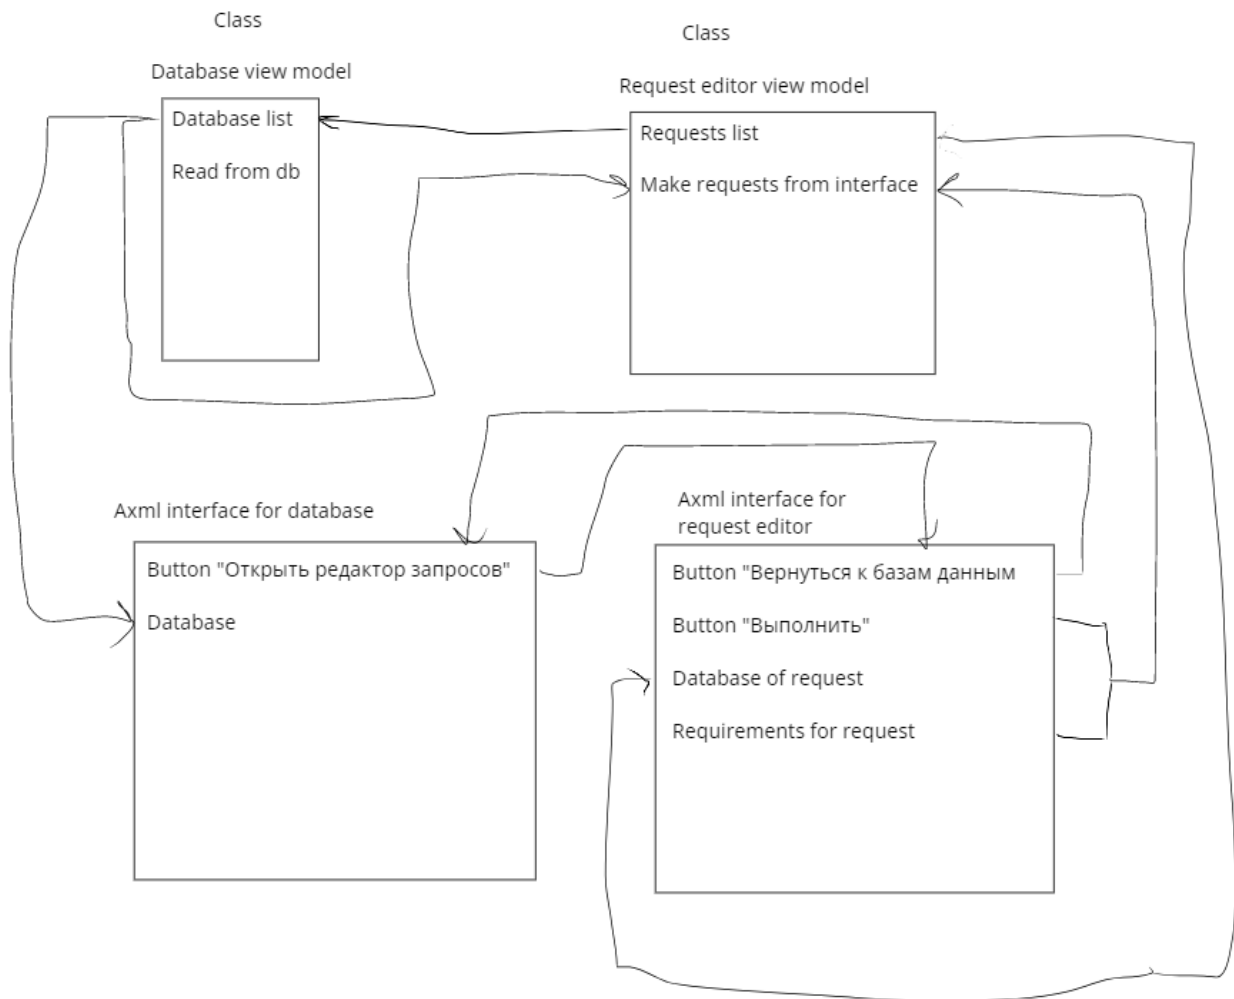 Class
Database view model
Database list
Read from db
Class
Request editor view model
Requests list
Make requests from interface
Axml interface for database
Button "Открыть редактор запросов"
Database
Axml interface for
request editor
Button "Вернуться к базам данным
Button "Выполнить"
Database of request
Requirements for request